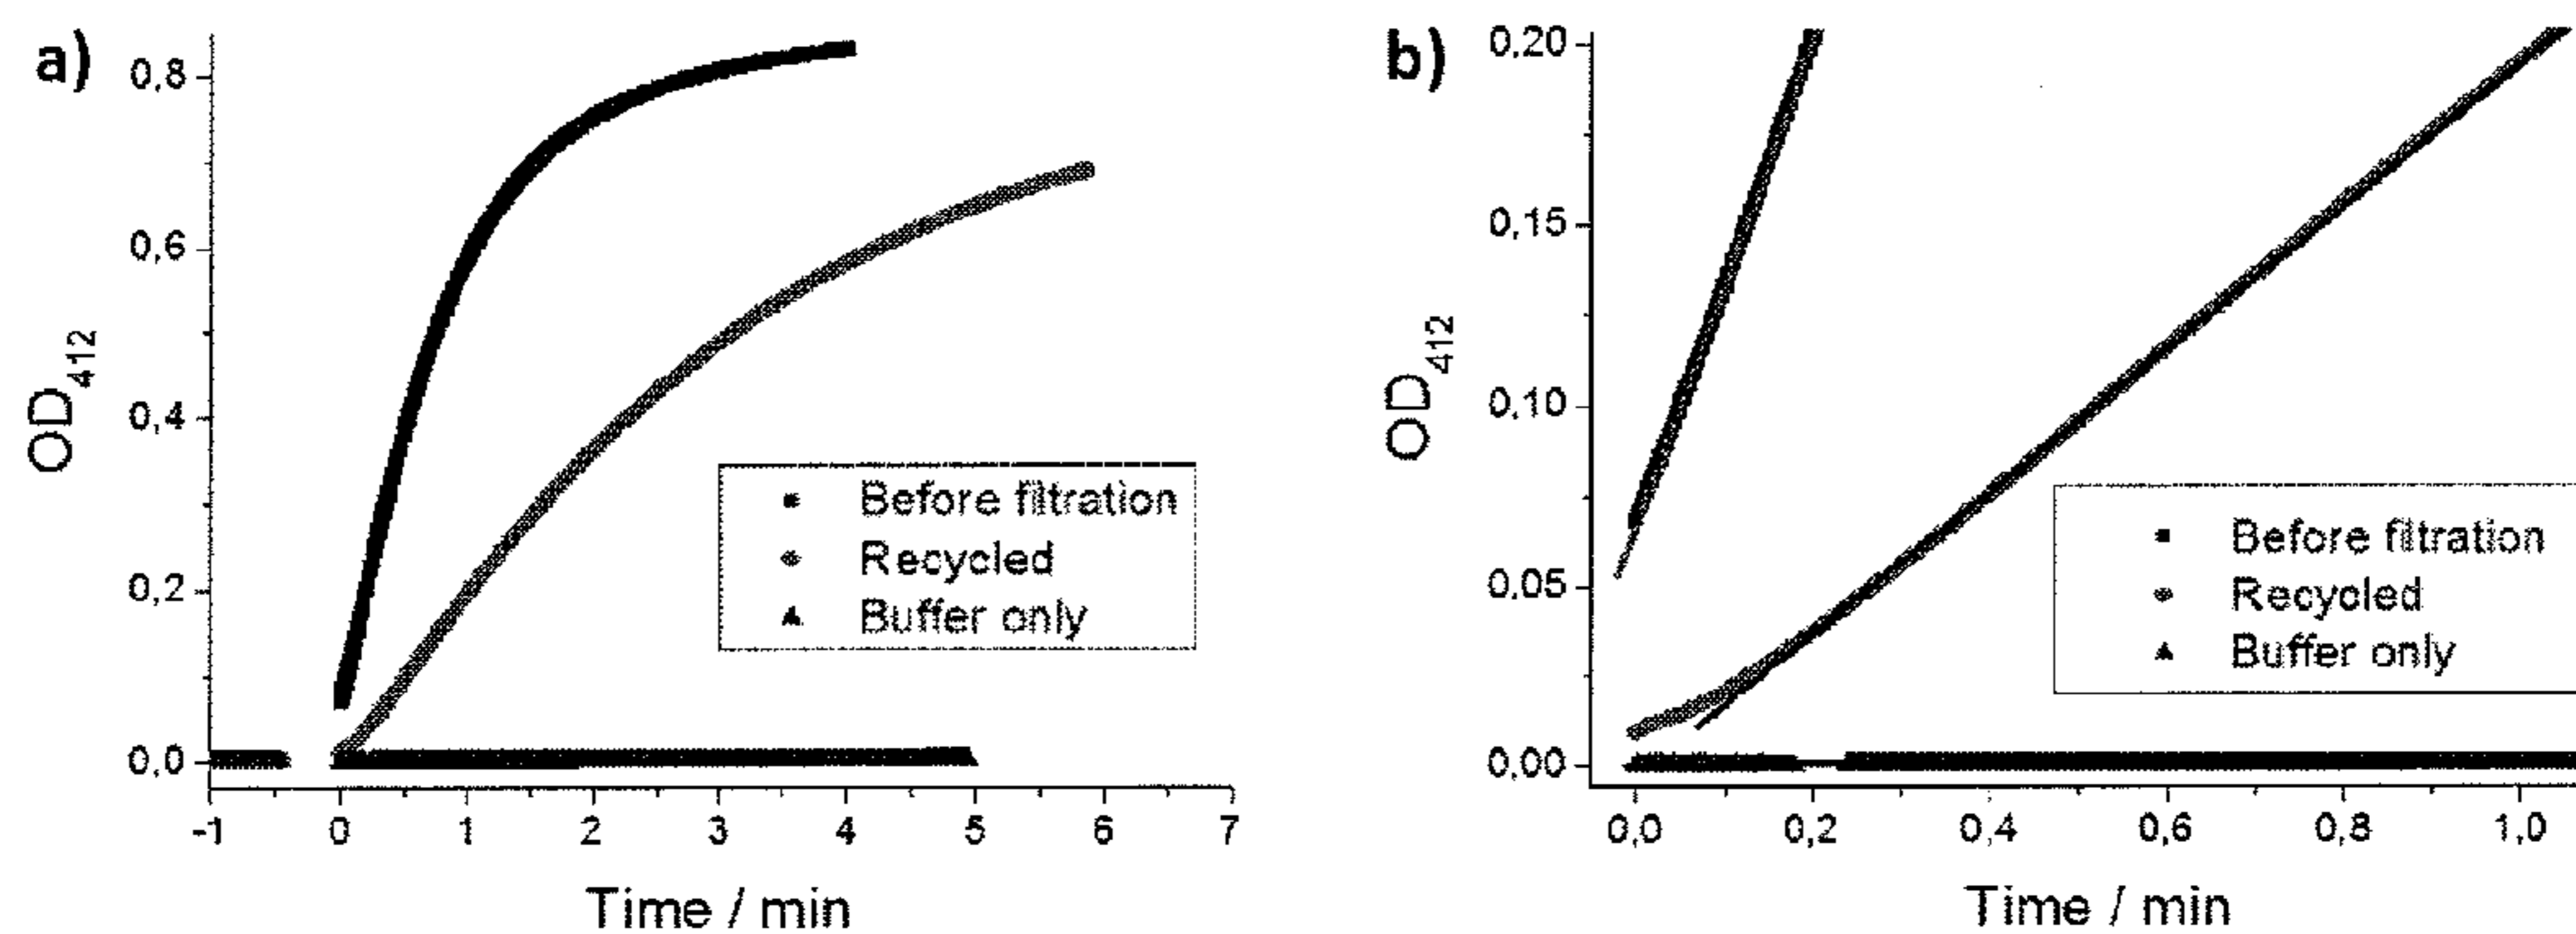 a)
0,8
0,6
0,4
0,2
0,0
OD412
Before filtration
Recycled
Buffer only
-1 0 1 2 3 4 5 6 7
Time / min
b)
0,20
0,15
0,10
0,05
0,00
OD412
Before filtration
Recycled
Buffer only
0,0 0,2 0,4 0,6 0,8 1,0
Time / min